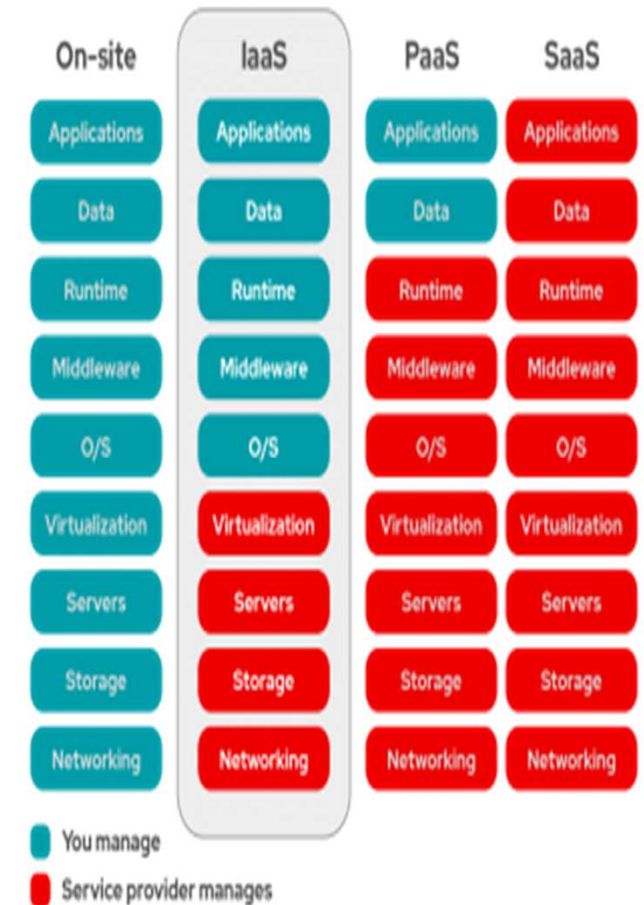 On-site IaaS PaaS SaaS
Applications Applications Applications Applications
Data Data Data Data
Runtime Runtime Runtime Runtime
Middleware Middleware Middleware Middleware
O/S O/S O/S O/S
Virtualization Virtualization Virtualization Virtualization
Servers Servers Servers Servers
Storage Storage Storage Storage
Networking Networking Networking Networking
You manage
Service provider manages